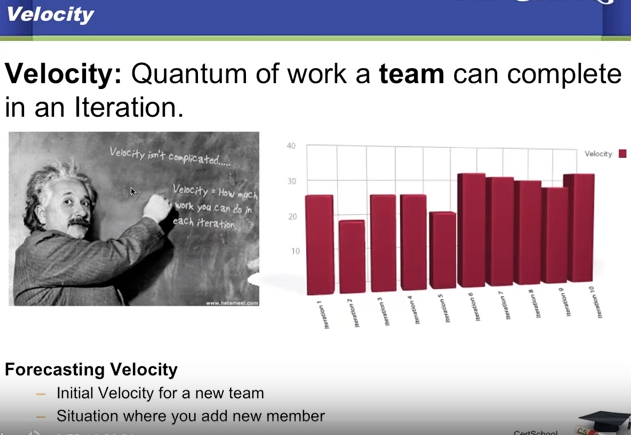 Velocity
Velocity: Quantum of work a team can complete
in an Iteration.
Velocity isn't complicated.....
Velocity = How much
work you can do in
each iteration
www.hetemeel.com
40
30
20
10
Velocity
Iteration 1
Iteration 2
Iteration 3
Iteration 4
Iteration 5
Iteration 6
Iteration 7
Iteration 8
Iteration 9
Iteration 10
Forecasting Velocity
– Initial Velocity for a new team
– Situation where you add new member
CertSchool